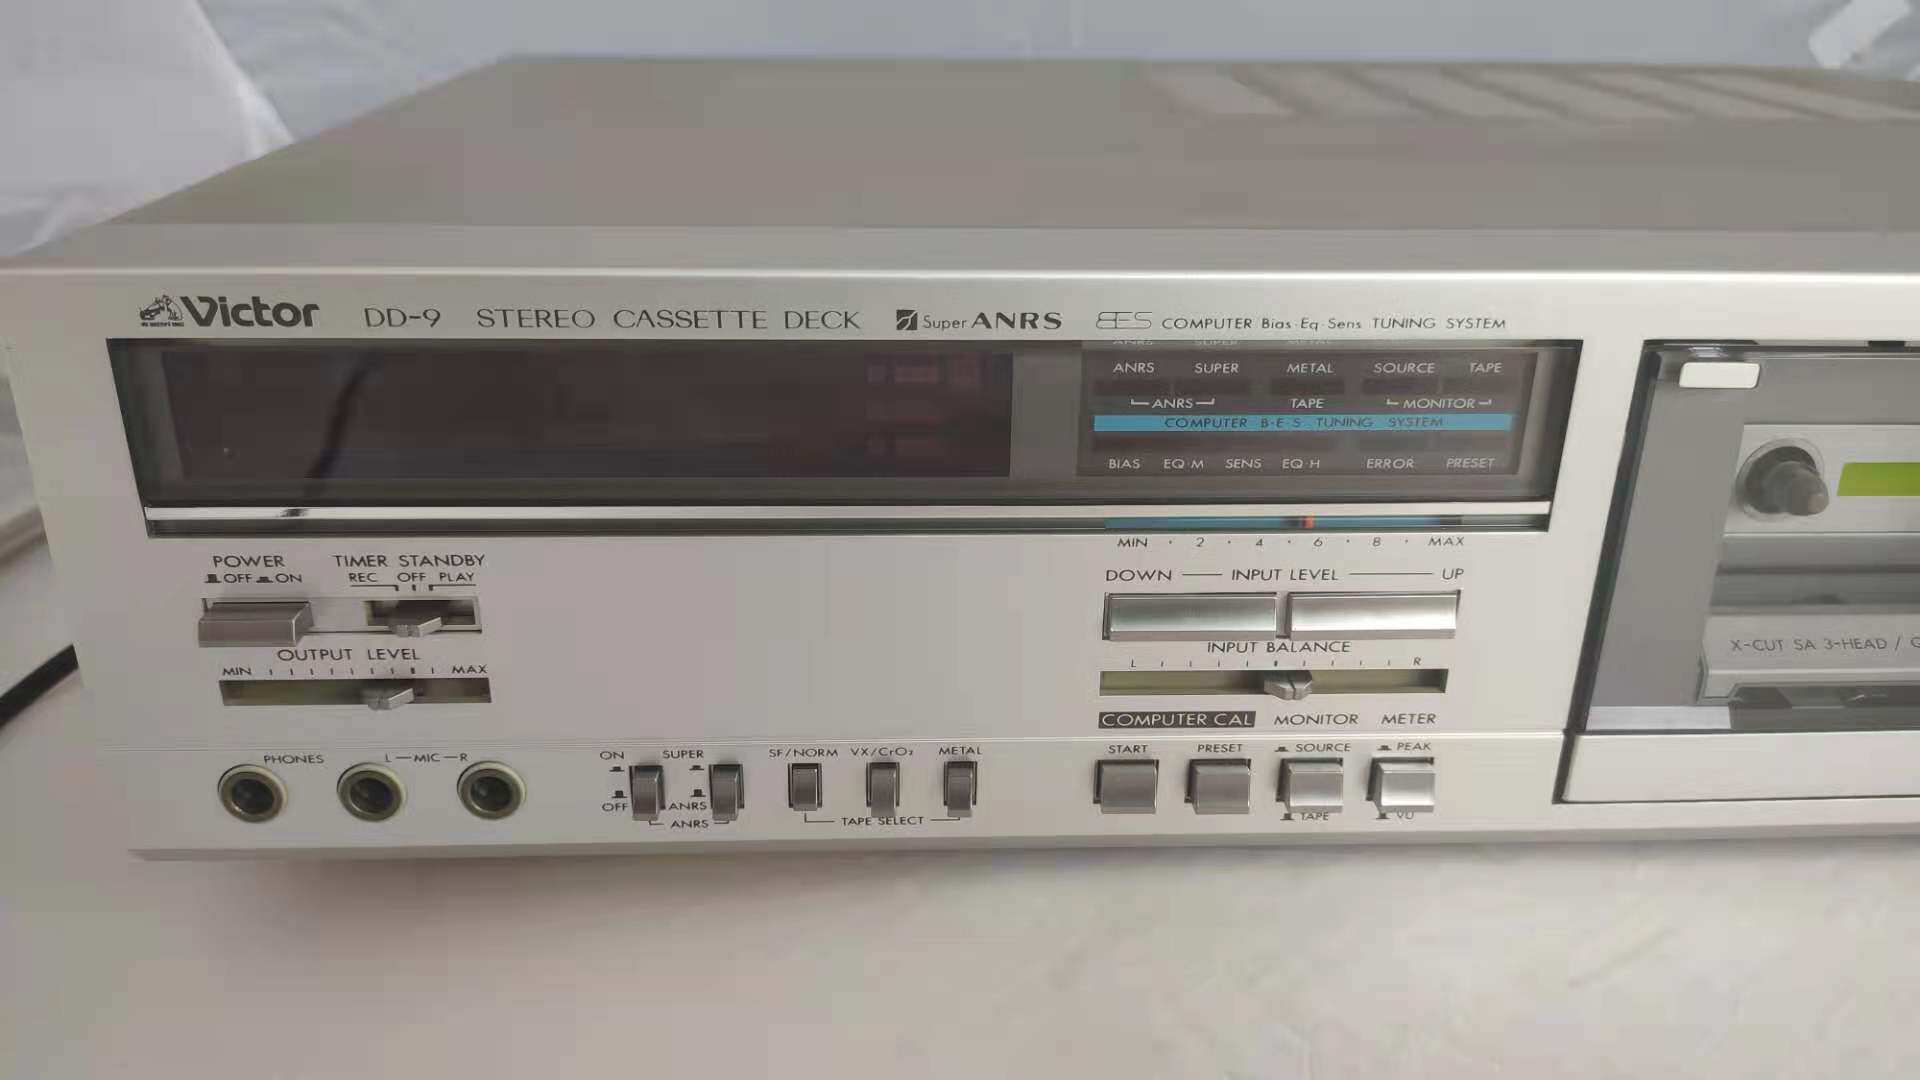 Victor DD-9 STEREO CASSETTE DECK Super ANRS BES COMPUTER Bias·Eq·Sens TUNING SYSTEM
ANRS SUPER METAL SOURCE TAPE
ANRS TAPE MONITOR
COMPUTER B·E·S TUNING SYSTEM
BIAS EQ·M SENS EQ·H ERROR PRESET
MIN · 2 · 4 · 6 · 8 · MAX
DOWN INPUT LEVEL UP
POWER
OFF ON
TIMER STANDBY
REC OFF PLAY
OUTPUT LEVEL
MIN MAX
INPUT BALANCE
L R
X-CUT SA 3-HEAD /
COMPUTER CAL MONITOR METER
START PRESET SOURCE PEAK
TAPE VU
PHONES L—MIC—R
ON SUPER
OFF ANRS
ANRS
SF/NORM VX/CrO₂ METAL
TAPE SELECT